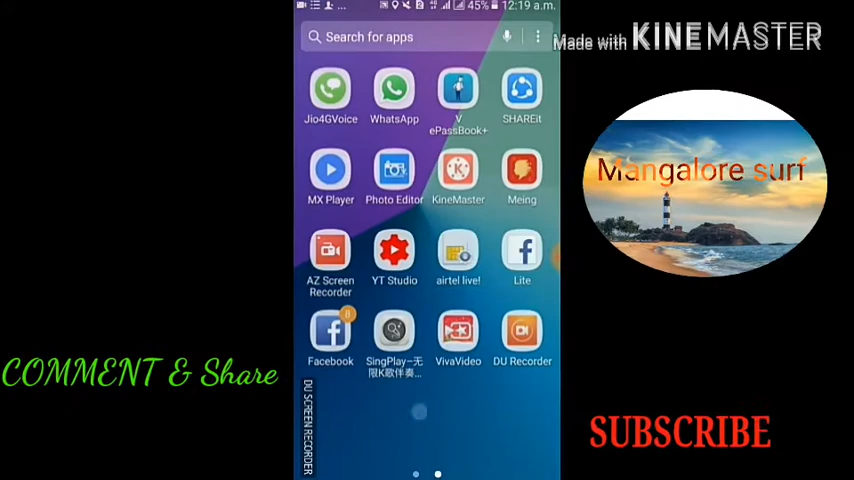 ... 45% 12:19 a.m.
Search for apps
Made with KINEMASTER
Jio4GVoice WhatsApp V ePassBook+ SHAREit
MX Player Photo Editor KineMaster Meing
AZ Screen Recorder YT Studio airtel live! Lite
8
Facebook SingPlay-无限K歌伴奏... VivaVideo DU Recorder
DU SCREEN RECORDER
Mangalore surf
COMMENT & Share
SUBSCRIBE